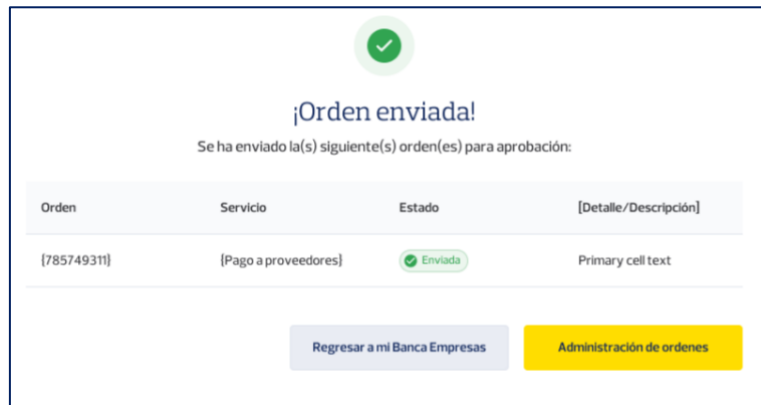 ¡Orden enviada!
Se ha enviado la(s) siguiente(s) orden(es) para aprobación:
Orden Servicio Estado [Detalle/Descripción]
{785749311} {Pago a proveedores} Enviada Primary cell text
Regresar a mi Banca Empresas Administración de ordenes